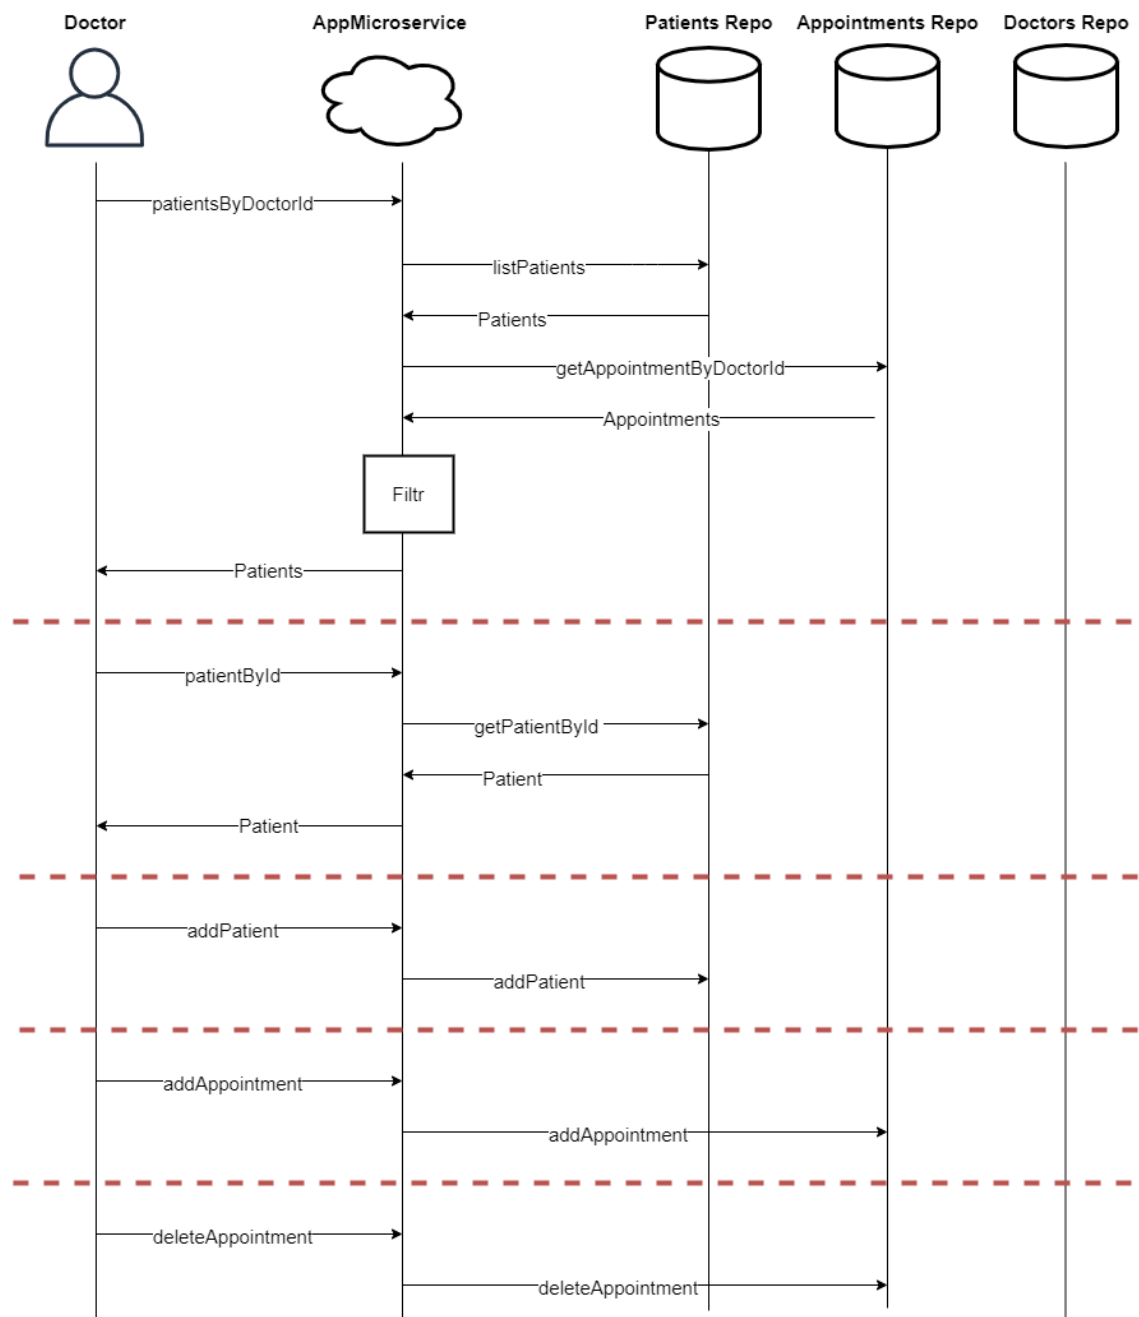 Doctor
AppMicroservice
Patients Repo
Appointments Repo
Doctors Repo
patientsByDoctorId
listPatients
Patients
getAppointmentByDoctorId
Appointments
Filtr
Patients
patientById
getPatientById
Patient
Patient
addPatient
addPatient
addAppointment
addAppointment
deleteAppointment
deleteAppointment